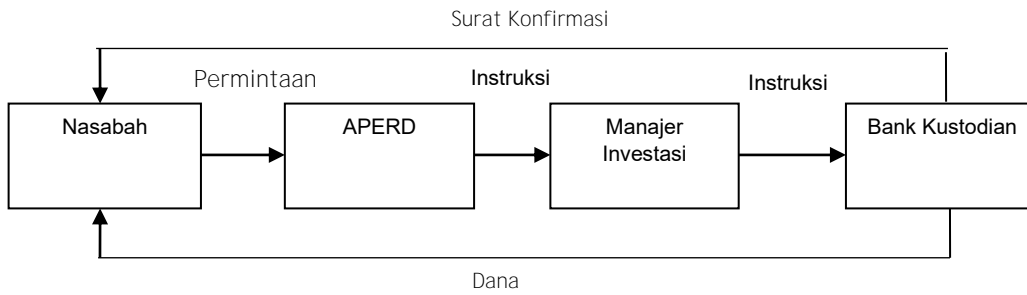 Surat Konfirmasi
Permintaan
Instruksi
Instruksi
Nasabah
APERD
Manajer
Investasi
Bank Kustodian
Dana